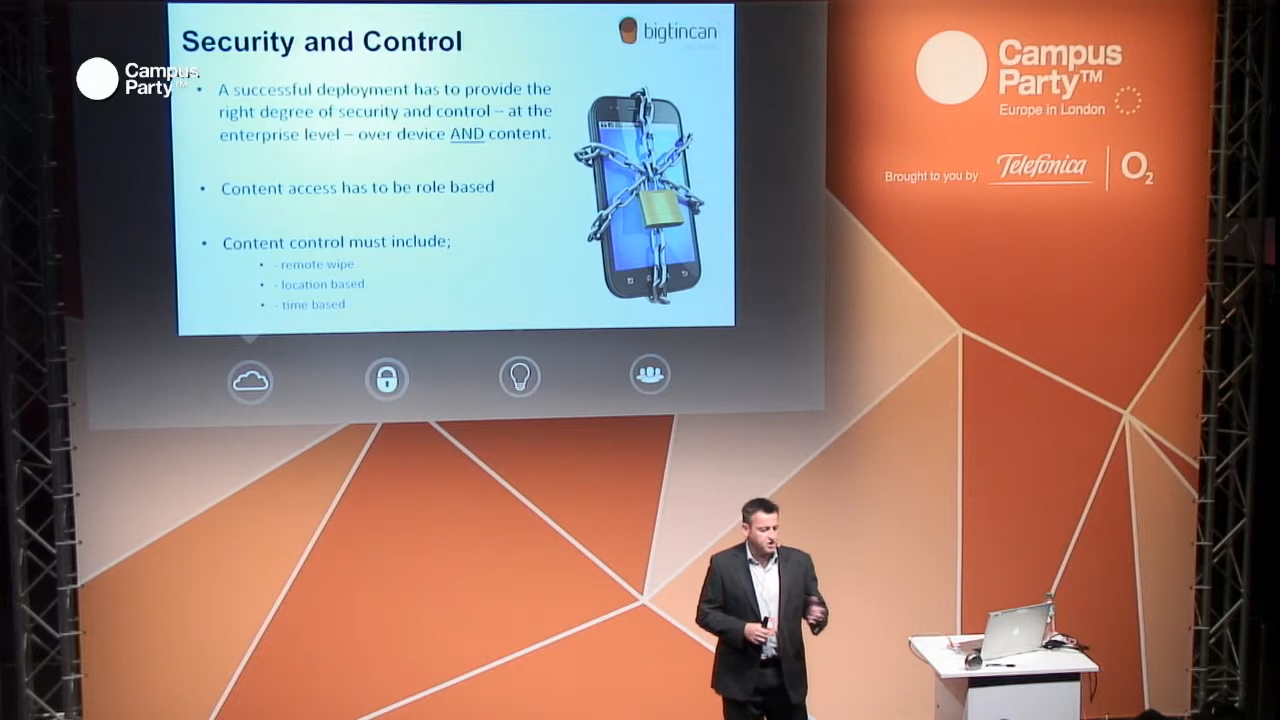 Security and Control
bigtincan
Campus
Party™
• A successful deployment has to provide the
right degree of security and control – at the
enterprise level – over device AND content.
• Content access has to be role based
• Content control must include;
• - remote wipe
• - location based
• - time based
Campus
Party™
Europe in London
Brought to you by
Telefónica
O2